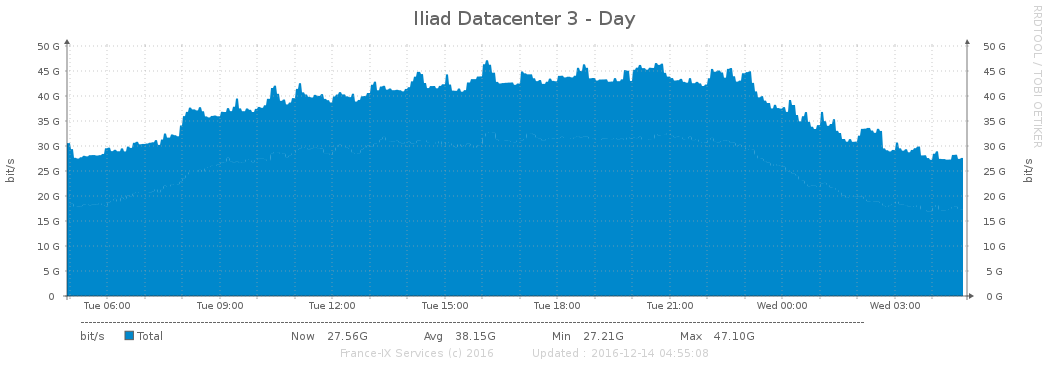 Iliad Datacenter 3 - Day
RRDTOOL / TOBI OETIKER
50 G 50 G
45 G 45 G
40 G 40 G
35 G 35 G
30 G 30 G
25 G 25 G
20 G 20 G
15 G 15 G
10 G 10 G
5 G 5 G
0 0 G
bit/s bit/s
Tue 06:00 Tue 09:00 Tue 12:00 Tue 15:00 Tue 18:00 Tue 21:00 Wed 00:00 Wed 03:00
bit/s Total Now 27.56G Avg 38.15G Min 27.21G Max 47.10G
France-IX Services (c) 2016 Updated : 2016-12-14 04:55:08